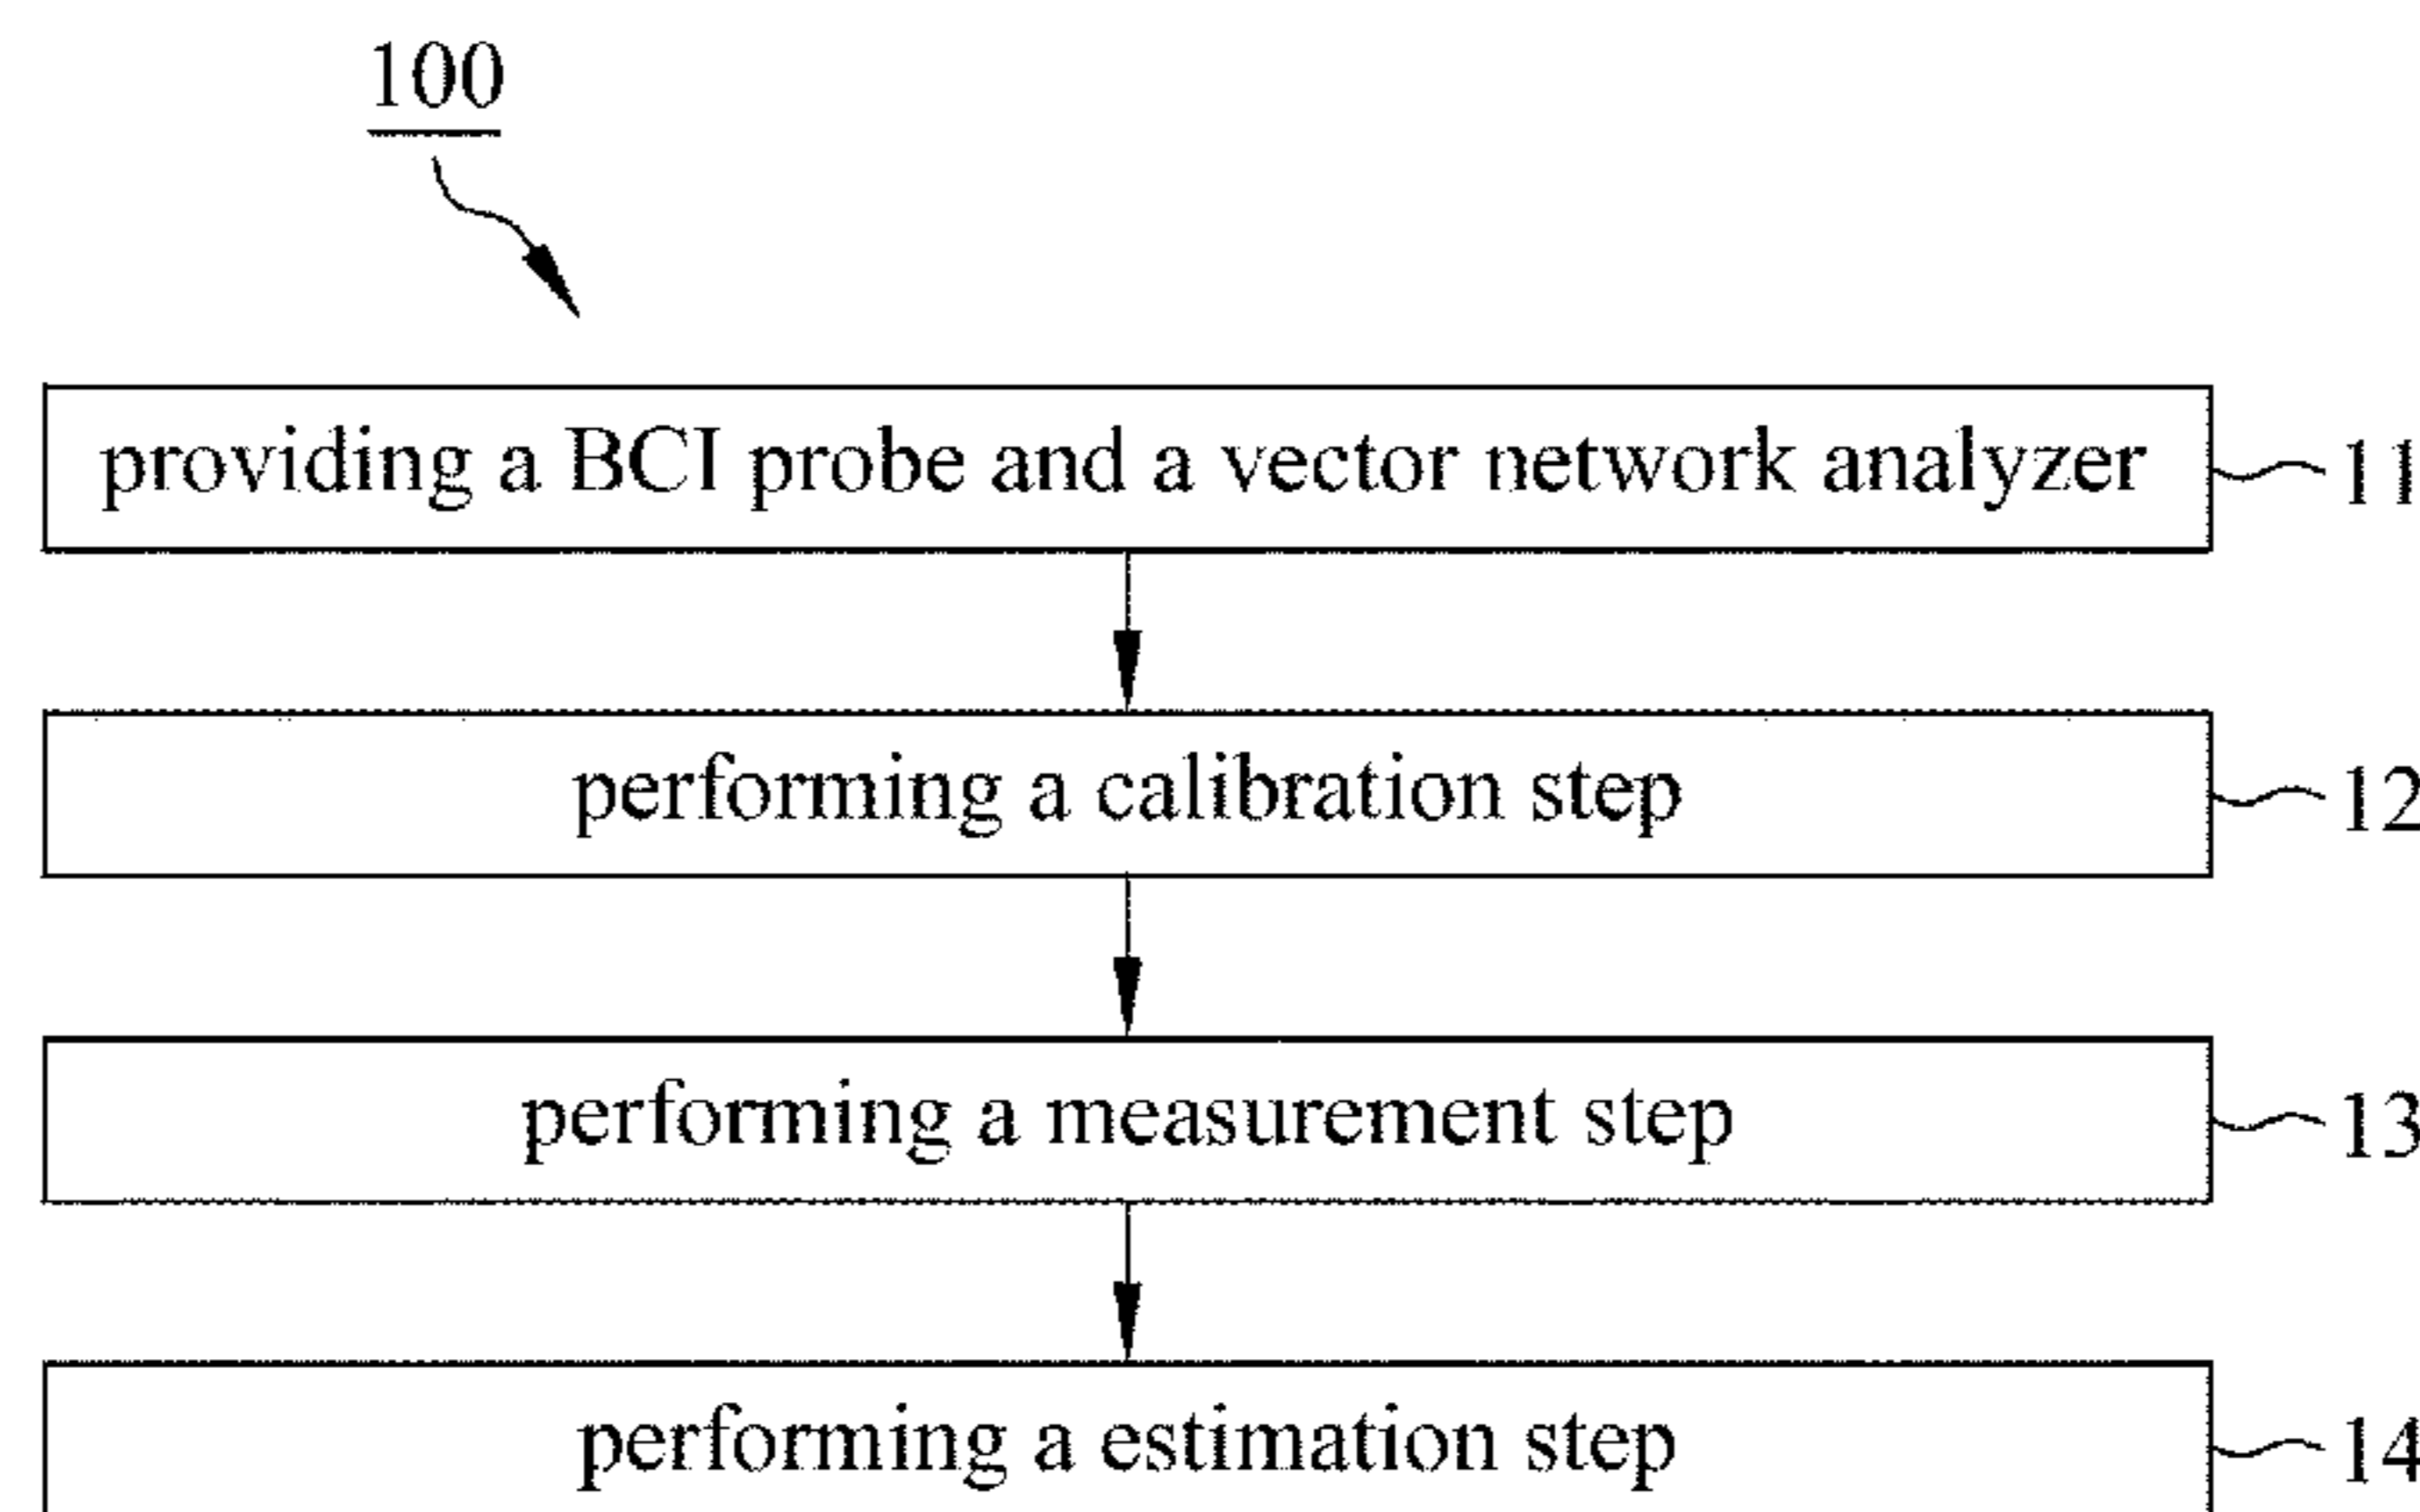 100
providing a BCI probe and a vector network analyzer
11
performing a calibration step
12
performing a measurement step
13
performing a estimation step
14